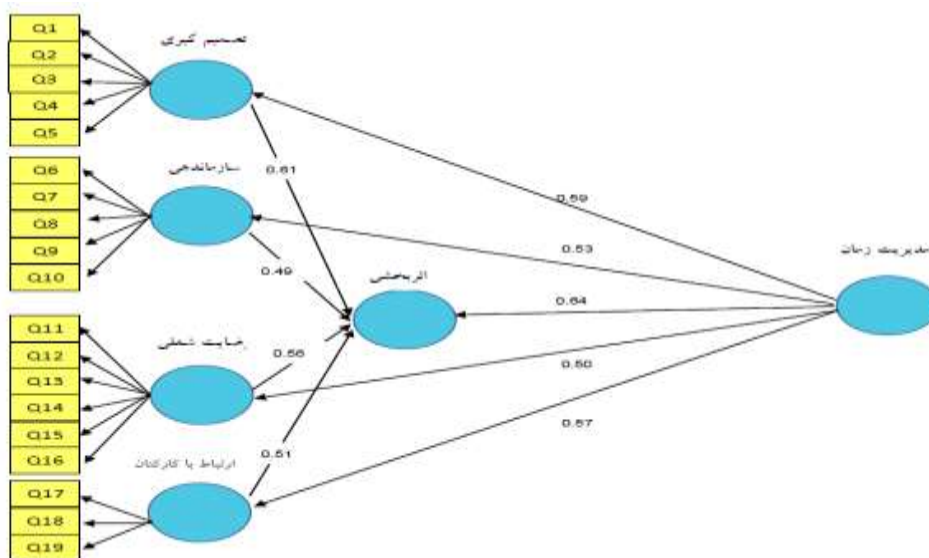 Q1
Q2
Q3
Q4
Q5
تصمیم گیری
0.61
0.59
Q6
Q7
Q8
Q9
Q10
سازماندهی
0.49
0.53
اثربخشی
0.64
مدیریت زمان
Q11
Q12
Q13
Q14
Q15
Q16
رضایت شغلی
0.56
0.50
0.57
ارتباط با کارکنان
0.51
Q17
Q18
Q19